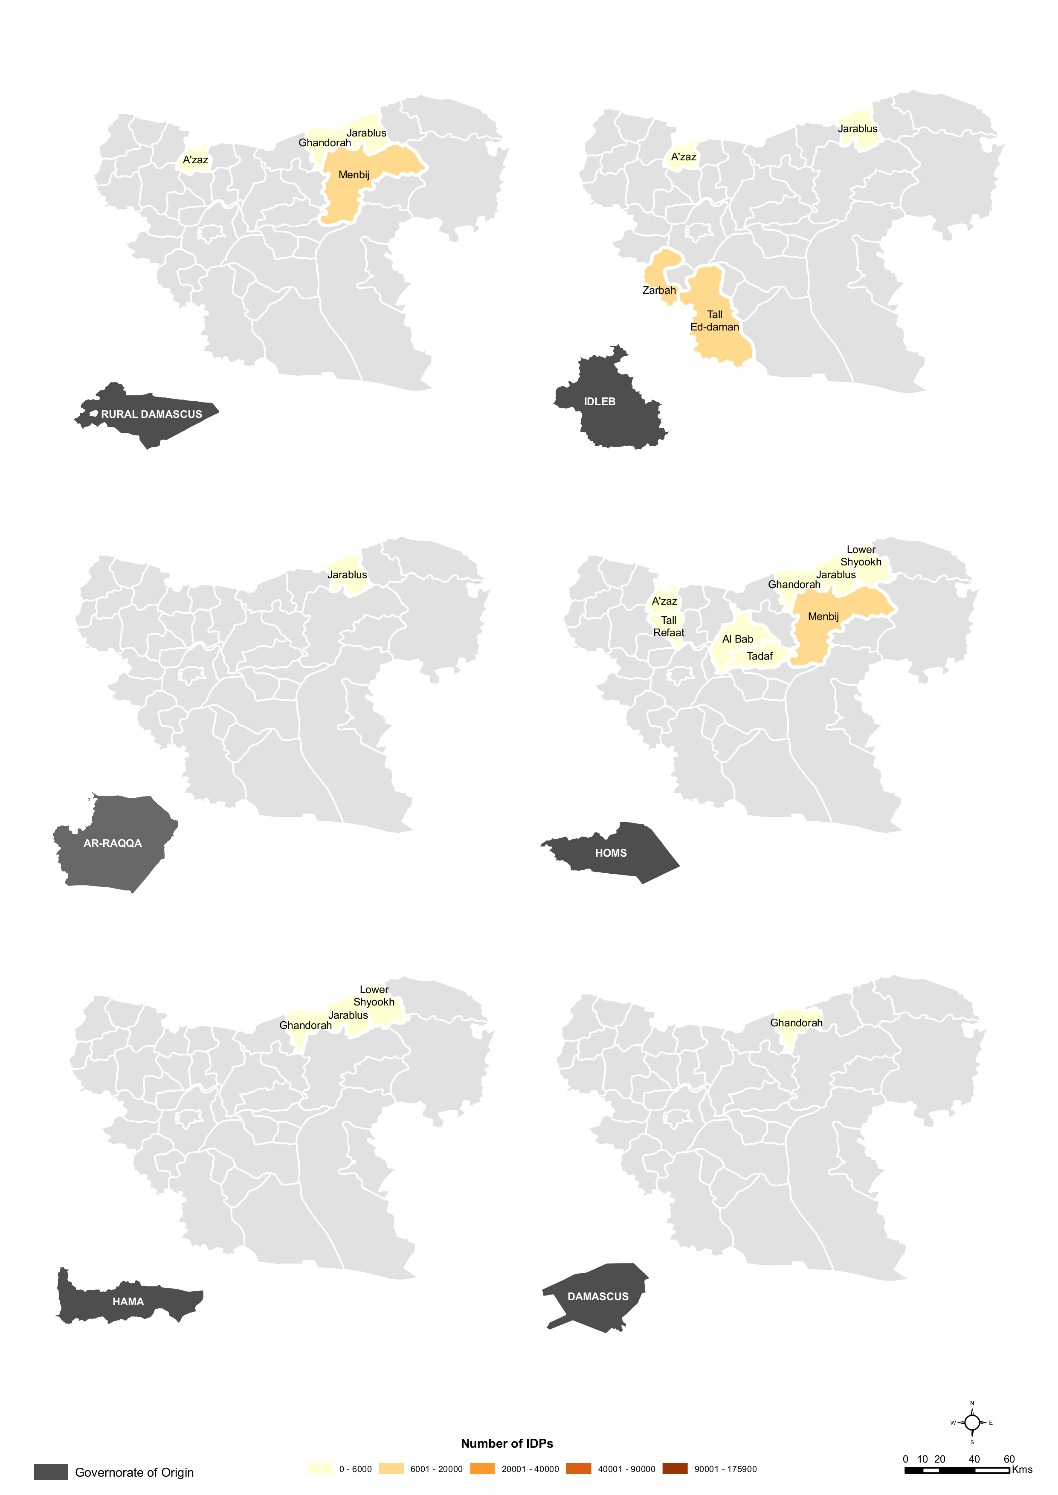 Jarablus
Ghandorah
A'zaz
Menbij
RURAL DAMASCUS
Jarablus
A'zaz
Zarbah
Tall
Ed-daman
IDLEB
Jarablus
AR-RAQQA
Lower
Shyookh
Jarablus
Ghandorah
A'zaz
Menbij
Tall
Refaat
Al Bab
Tadaf
HOMS
Lower
Shyookh
Jarablus
Ghandorah
HAMA
Ghandorah
DAMASCUS
N
W E
S
Number of IDPs
Governorate of Origin
0 - 6000 6001 - 20000 20001 - 40000 40001 - 90000 90001 - 175900
0 10 20 40 60
Kms